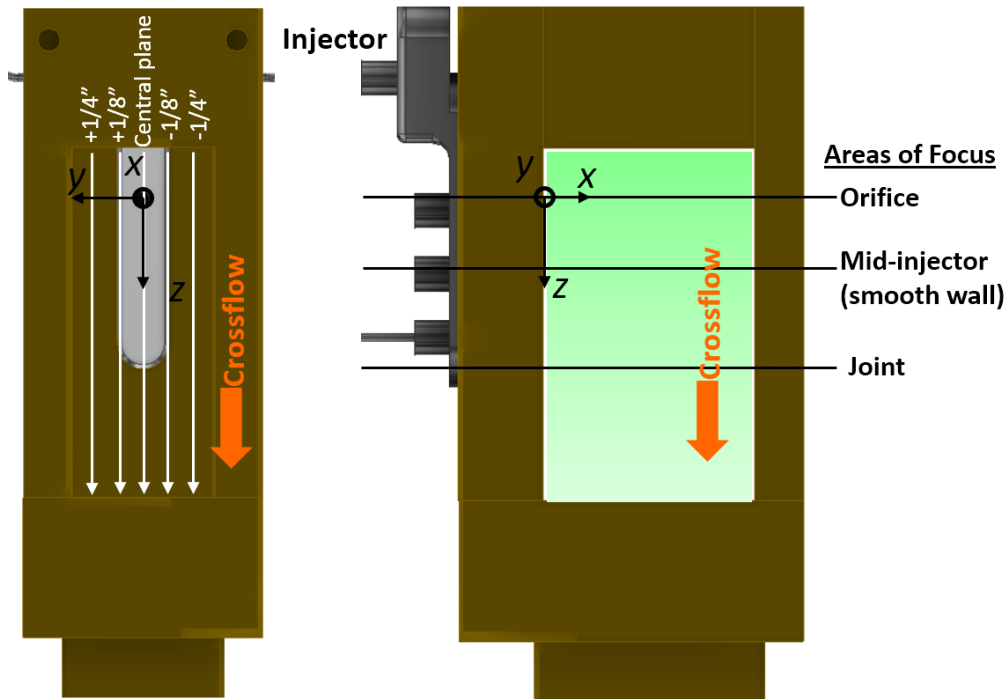 Injector
+1/4”
+1/8”
Central plane
-1/8”
-1/4”
x
y
z
Crossflow
y
x
z
Crossflow
Areas of Focus
Orifice
Mid-injector
(smooth wall)
Joint